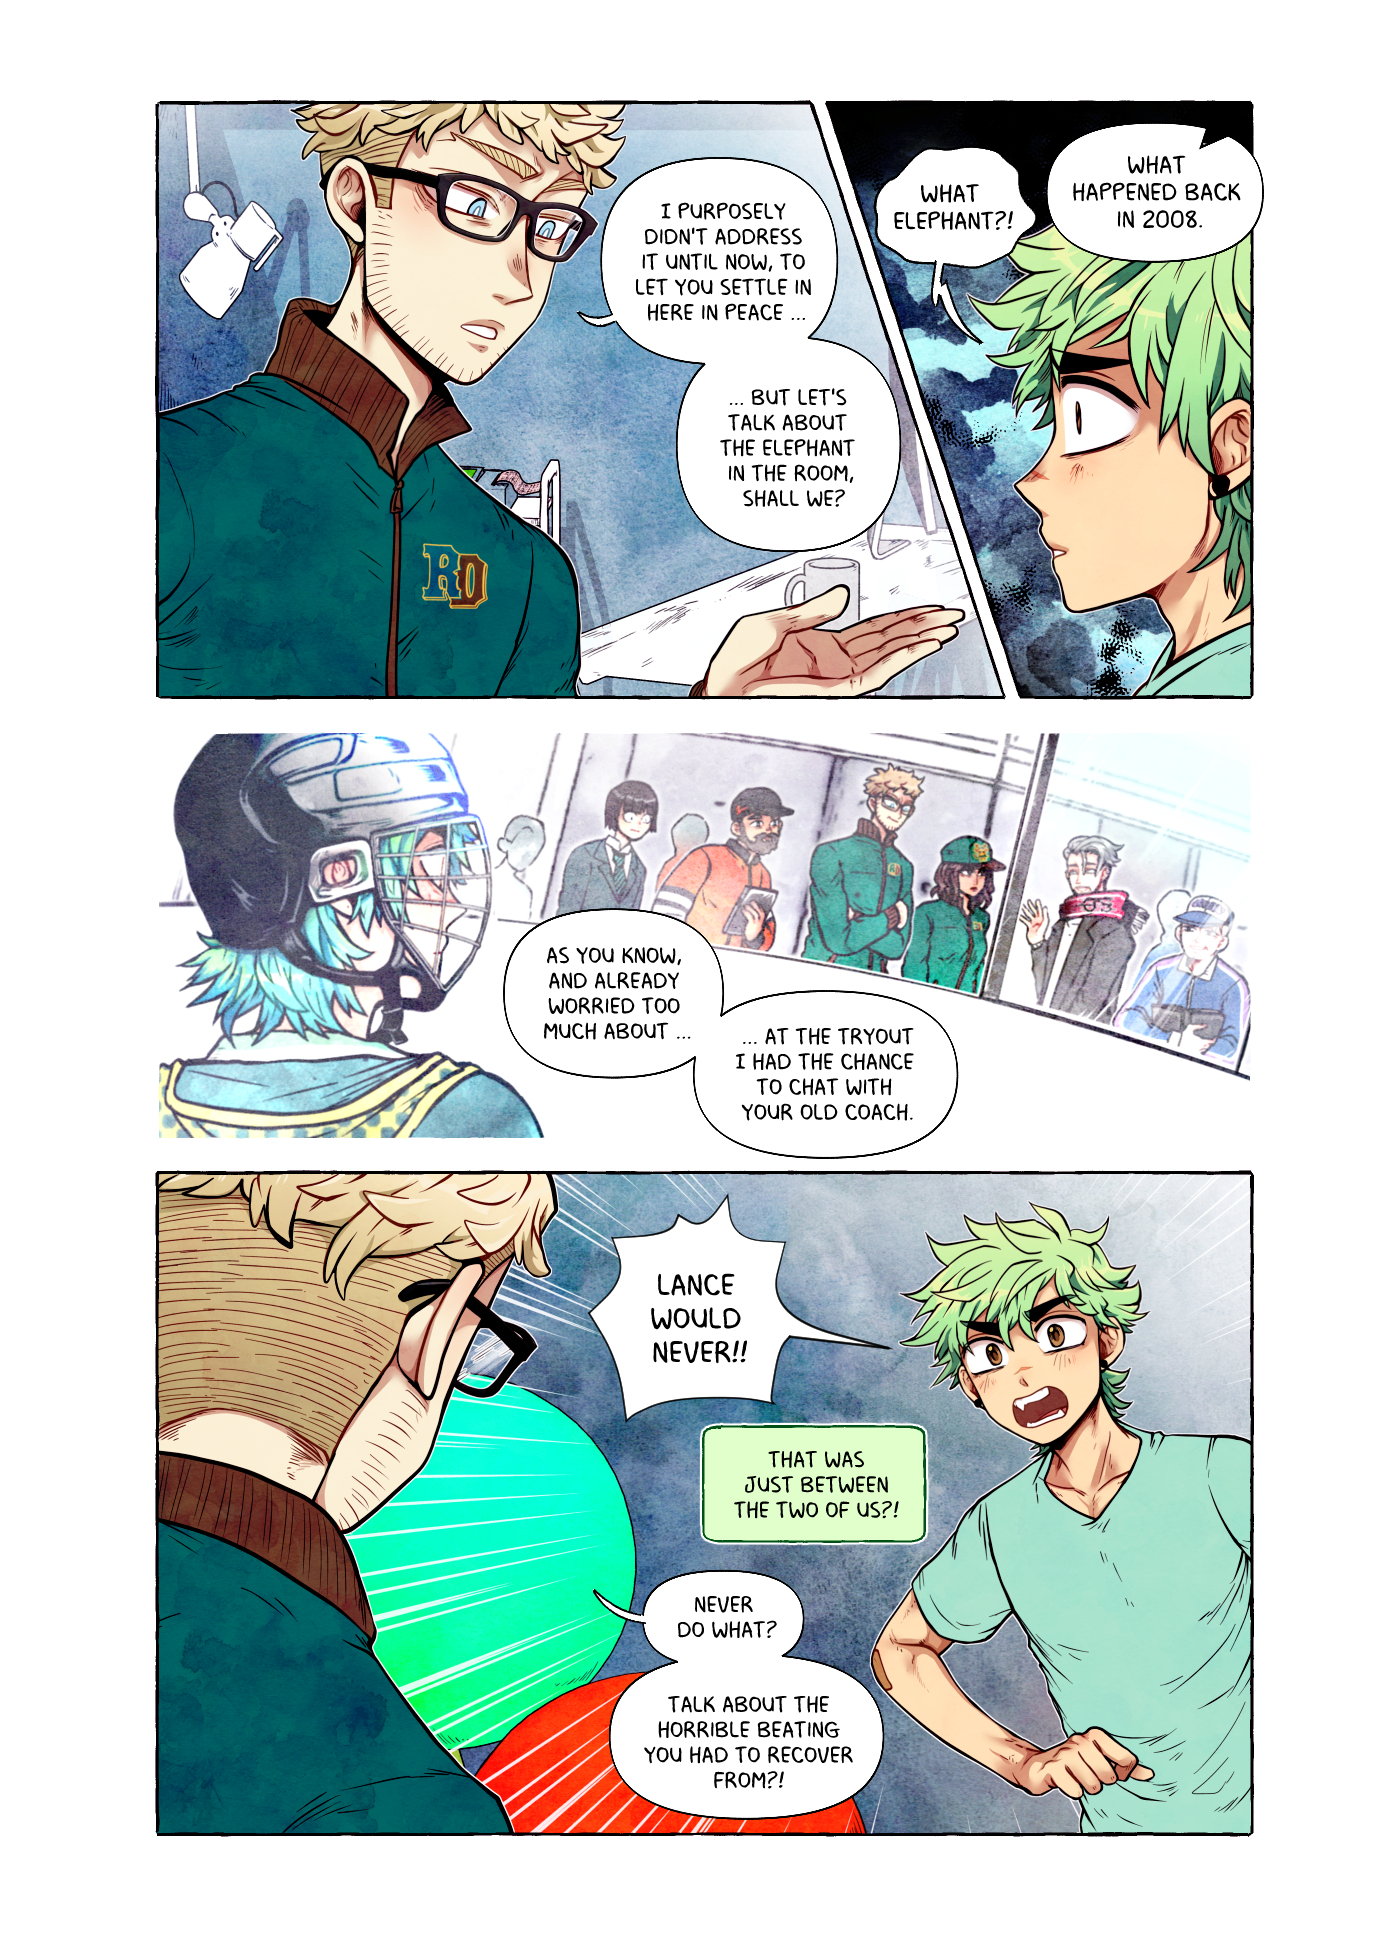 I PURPOSELY
DIDN'T ADDRESS
IT UNTIL NOW, TO
LET YOU SETTLE IN
HERE IN PEACE ...
... BUT LET'S
TALK ABOUT
THE ELEPHANT
IN THE ROOM,
SHALL WE?
RD
WHAT
ELEPHANT?!
WHAT
HAPPENED BACK
IN 2008.
AS YOU KNOW,
AND ALREADY
WORRIED TOO
MUCH ABOUT ...
... AT THE TRYOUT
I HAD THE CHANCE
TO CHAT WITH
YOUR OLD COACH.
LANCE
WOULD
NEVER!!
THAT WAS
JUST BETWEEN
THE TWO OF US?!
NEVER
DO WHAT?
TALK ABOUT THE
HORRIBLE BEATING
YOU HAD TO RECOVER
FROM?!